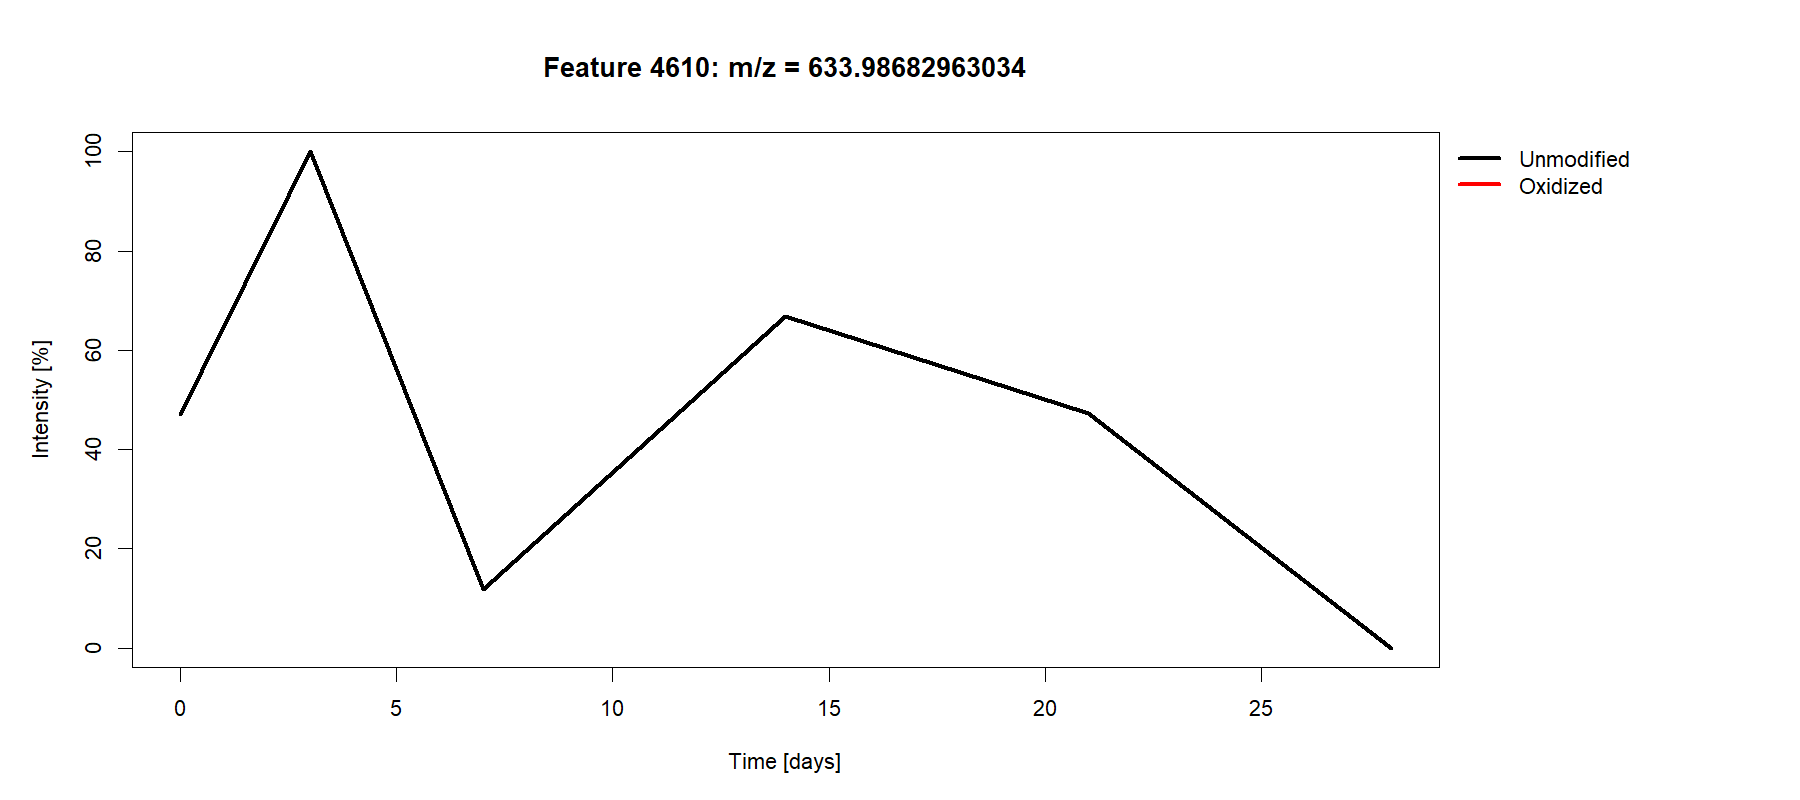 Feature 4610: m/z = 633.98682963034
Unmodified
Oxidized
Intensity [%]
100
80
60
40
20
0
0 5 10 15 20 25
Time [days]